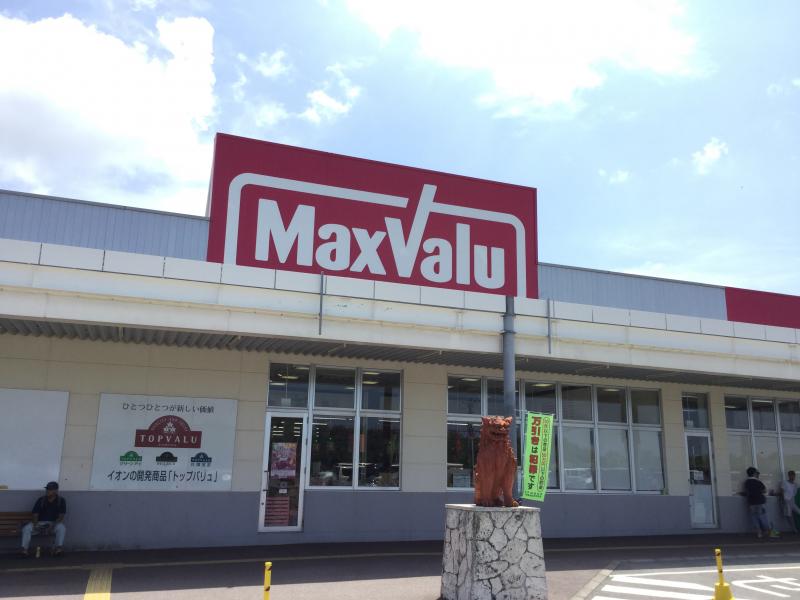 MaxValu
ひとつひとつが新しい価値
TOPVALU
イオンの開発商品「トップバリュ」
万引きは犯罪です